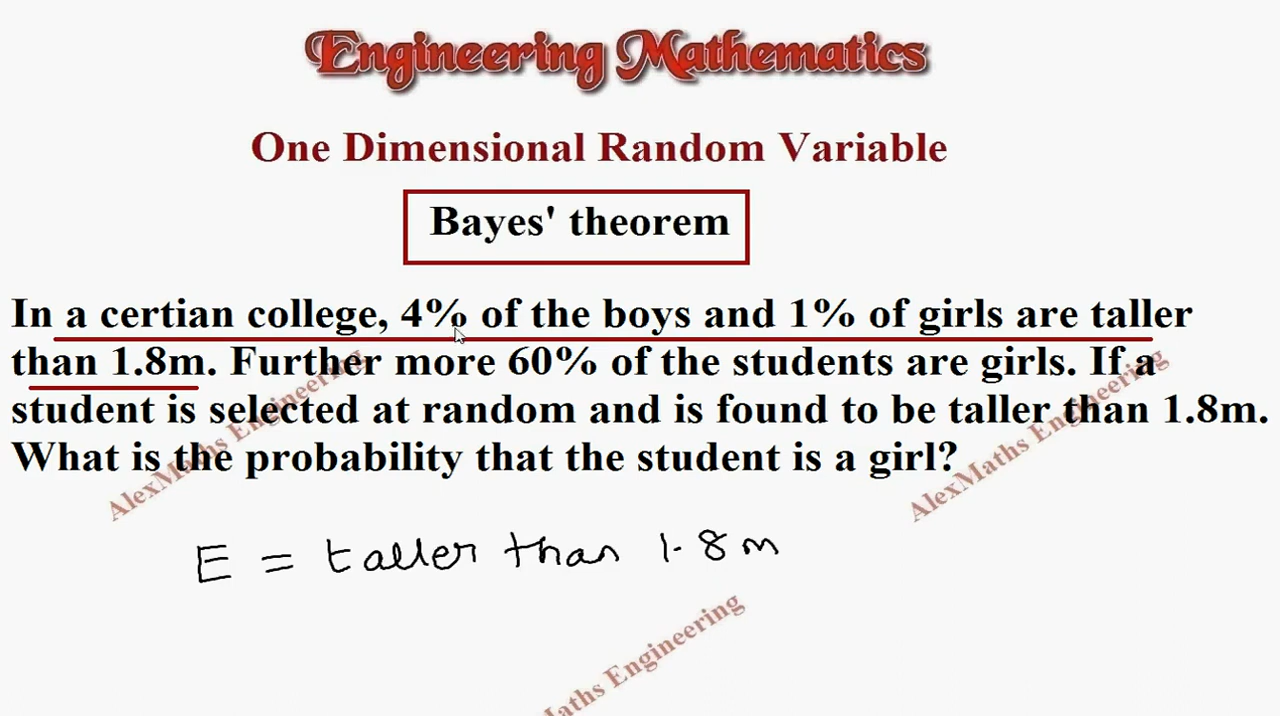 Engineering Mathematics
One Dimensional Random Variable
Bayes' theorem
In a certian college, 4% of the boys and 1% of girls are taller
than 1.8m. Further more 60% of the students are girls. If a
student is selected at random and is found to be taller than 1.8m.
What is the probability that the student is a girl?
AlexMaths Engineering
AlexMaths Engineering
E = taller than 1.8m
Maths Engineering